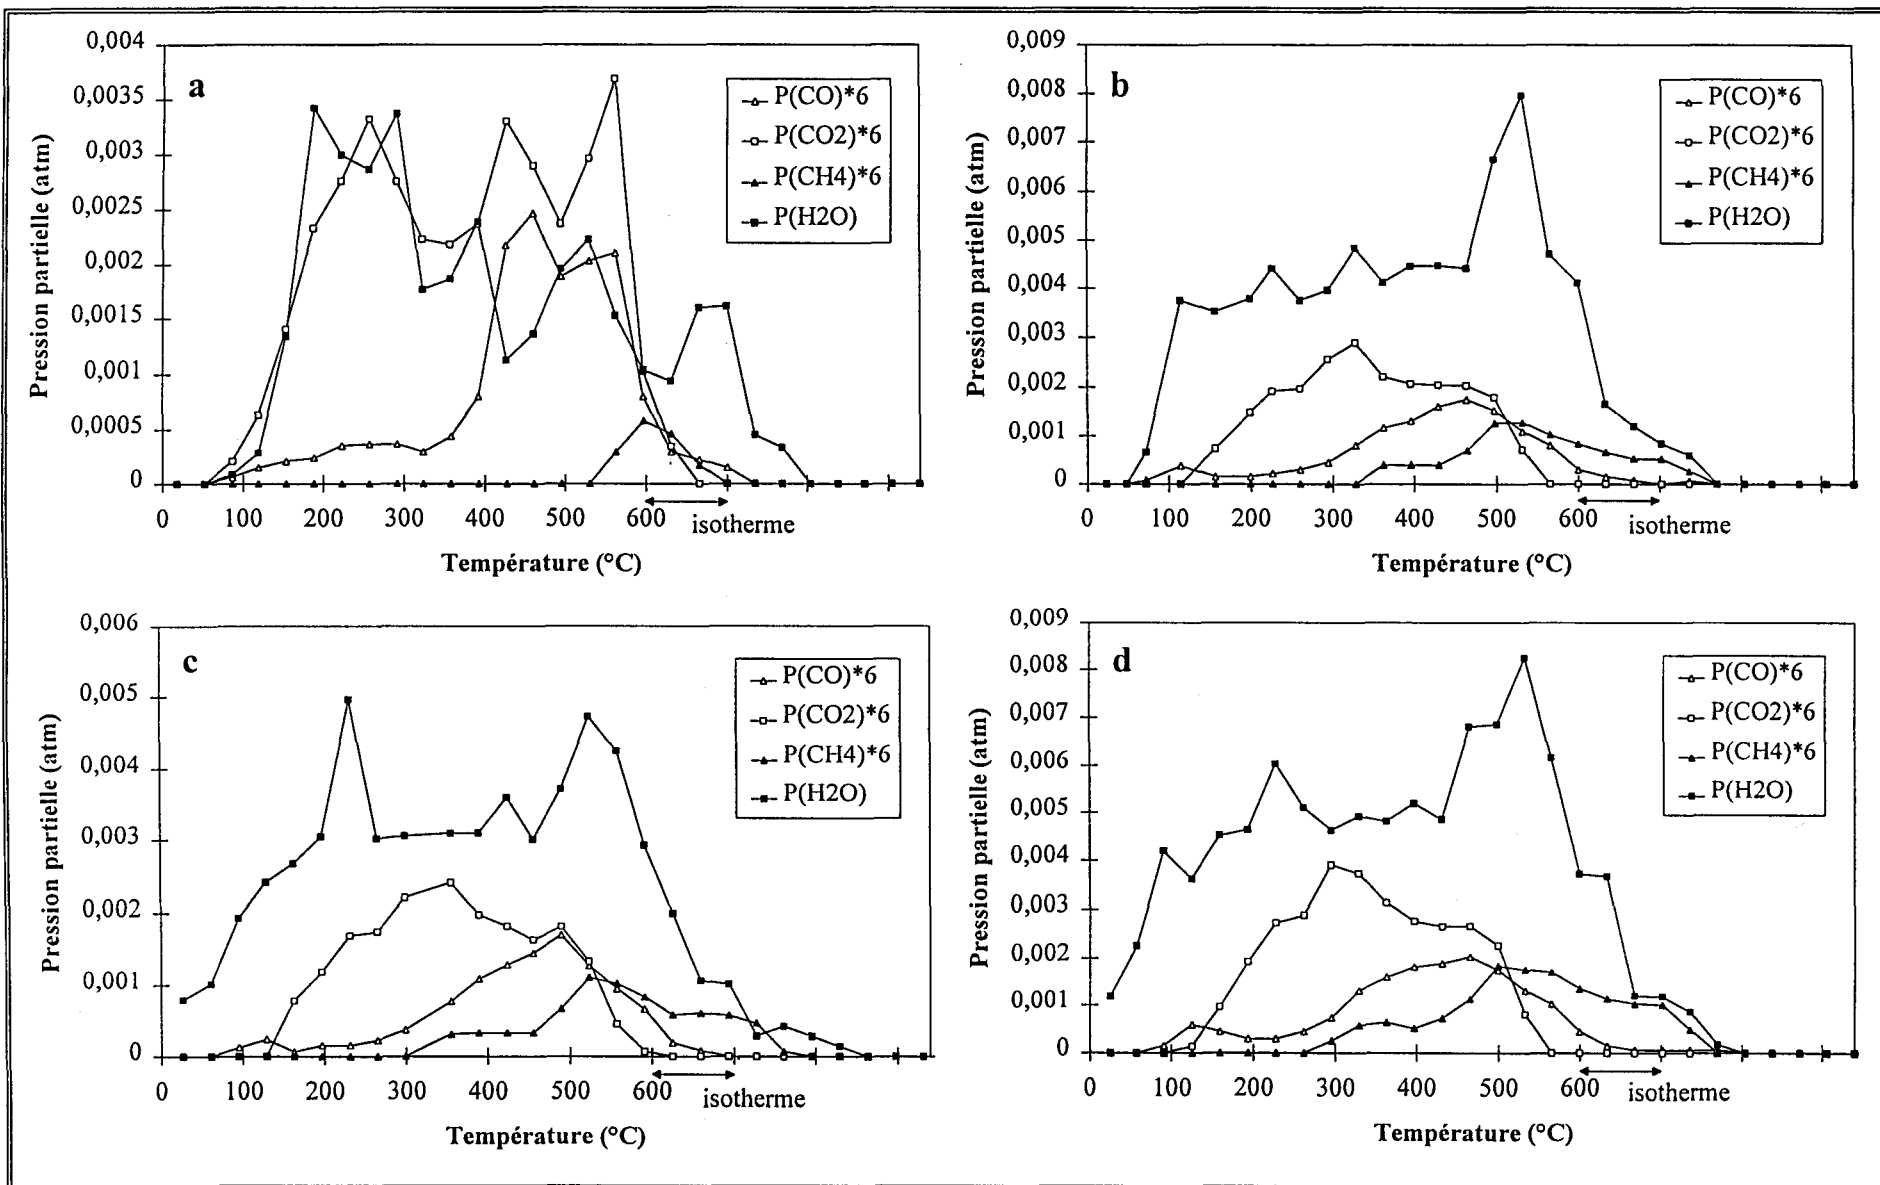 a
Pression partielle (atm)
0,004
0,0035
0,003
0,0025
0,002
0,0015
0,001
0,0005
0
P(CO)*6
P(CO2)*6
P(CH4)*6
P(H2O)
0 100 200 300 400 500 600
isotherme
Température (°C)
b
Pression partielle (atm)
0,009
0,008
0,007
0,006
0,005
0,004
0,003
0,002
0,001
0
P(CO)*6
P(CO2)*6
P(CH4)*6
P(H2O)
0 100 200 300 400 500 600
isotherme
Température (°C)
c
Pression partielle (atm)
0,006
0,005
0,004
0,003
0,002
0,001
0
P(CO)*6
P(CO2)*6
P(CH4)*6
P(H2O)
0 100 200 300 400 500 600
isotherme
Température (°C)
d
Pression partielle (atm)
0,009
0,008
0,007
0,006
0,005
0,004
0,003
0,002
0,001
0
P(CO)*6
P(CO2)*6
P(CH4)*6
P(H2O)
0 100 200 300 400 500 600
isotherme
Température (°C)